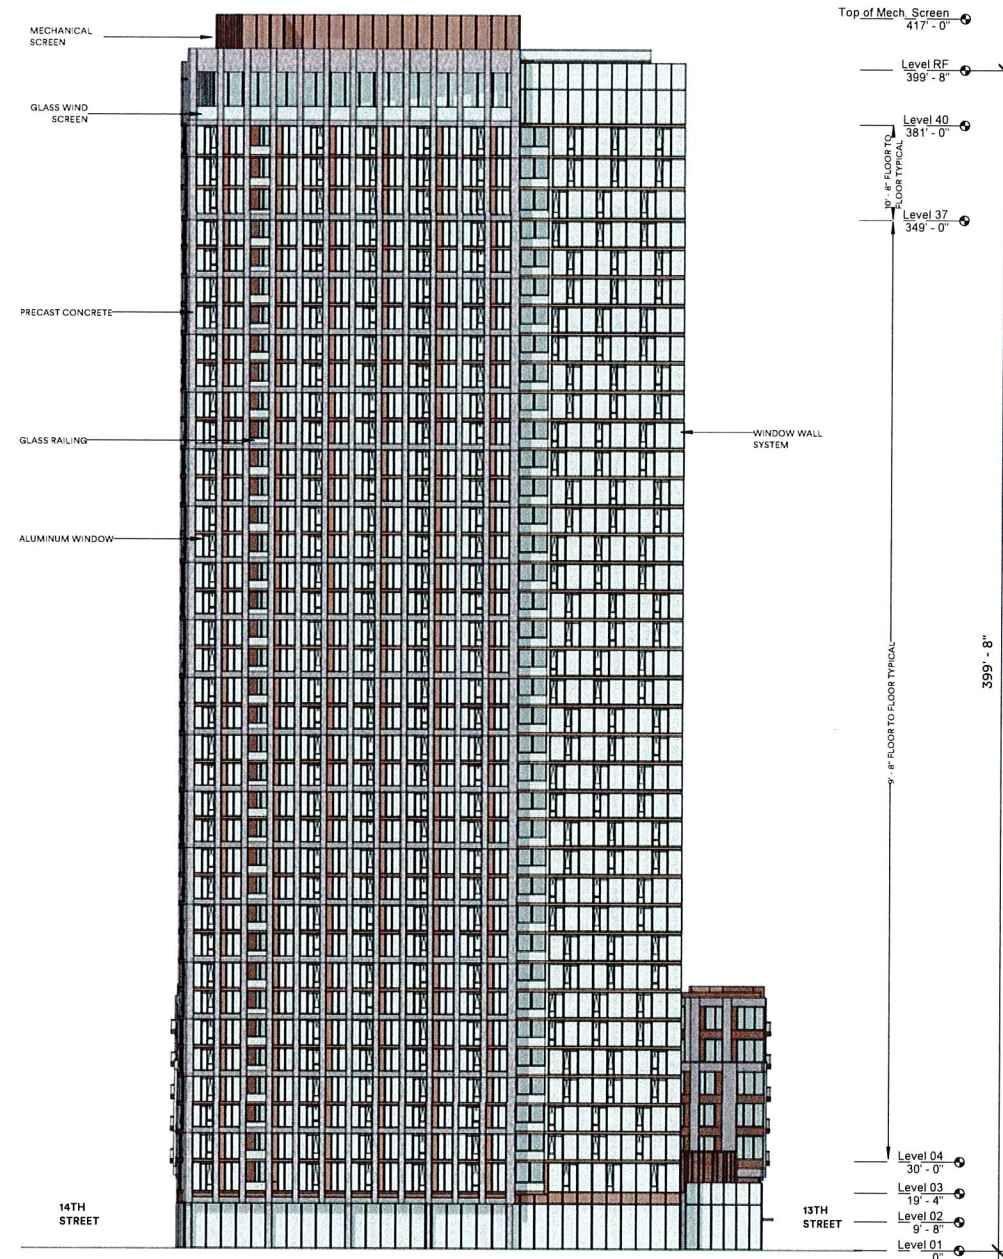 Top of Mech. Screen
417' - 0"
MECHANICAL
SCREEN
Level RF
399' - 8"
GLASS WIND
SCREEN
Level 40
381' - 0"
10' - 8" FLOOR TO
FLOOR TYPICAL
Level 37
349' - 0"
PRECAST CONCRETE
GLASS RAILING
WINDOW WALL
SYSTEM
ALUMINUM WINDOW
9' - 8" FLOOR TO FLOOR TYPICAL
399' - 8"
Level 04
30' - 0"
Level 03
19' - 4"
14TH
STREET
13TH
STREET
Level 02
9' - 8"
Level 01
0"